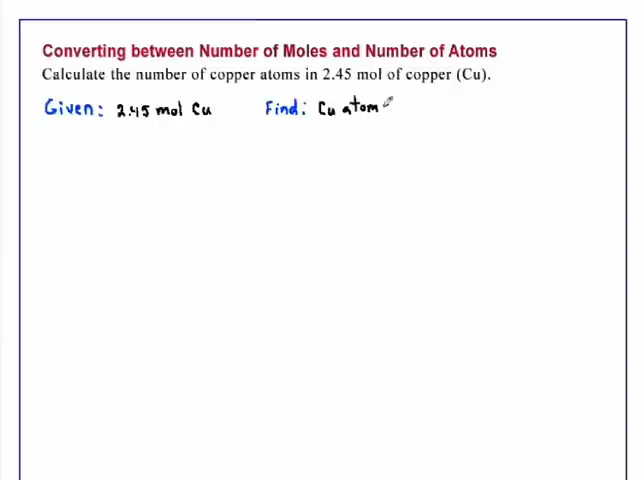 Converting between Number of Moles and Number of Atoms
Calculate the number of copper atoms in 2.45 mol of copper (Cu).
Given: 2.45 mol Cu Find: Cu atom